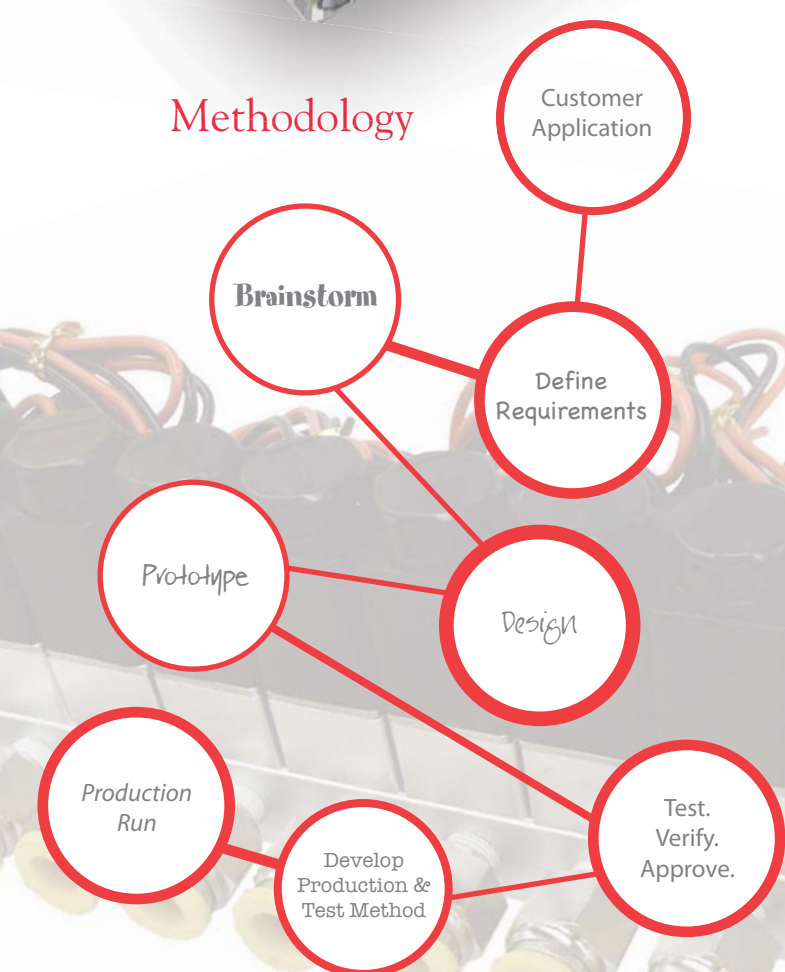 Methodology
Customer
Application
Brainstorm
Define
Requirements
Prototype
Design
Production
Run
Develop
Production &
Test Method
Test.
Verify.
Approve.